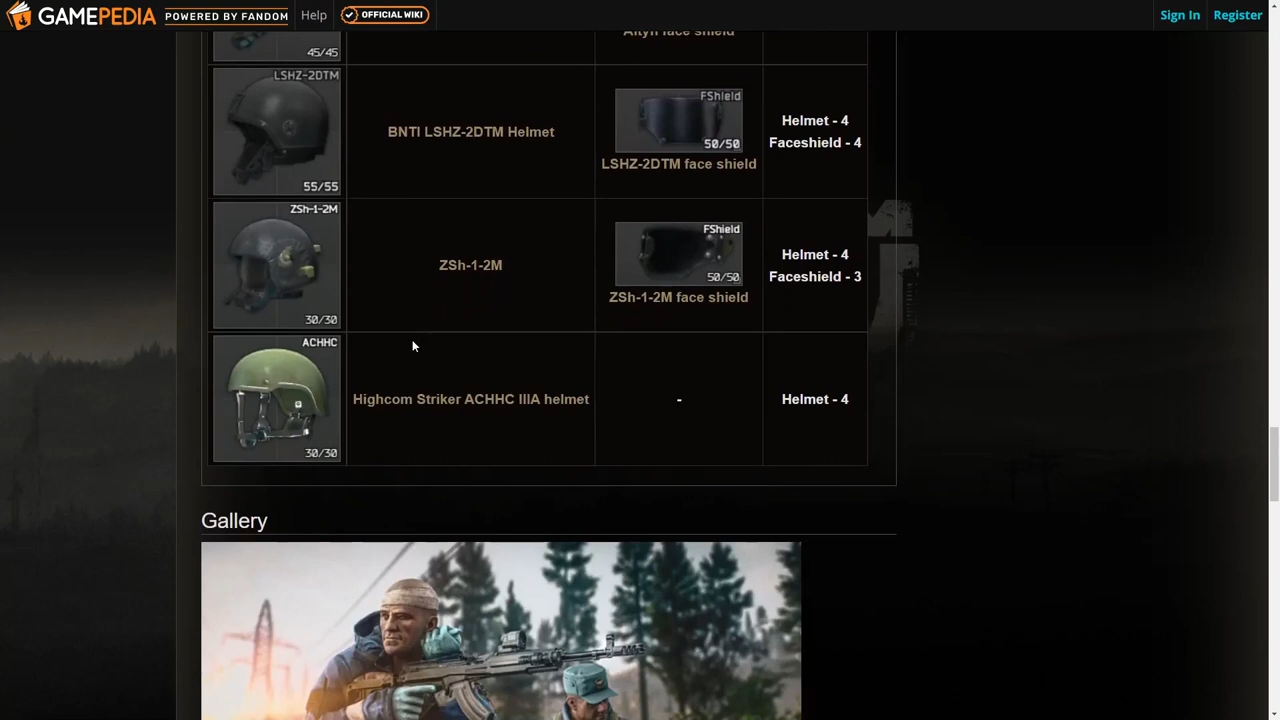 GAMEPEDIA POWERED BY FANDOM Help OFFICIAL WIKI Sign In Register
45/45
Altyn face shield
LSHZ-2DTM
55/55
BNTI LSHZ-2DTM Helmet
FShield
50/50
LSHZ-2DTM face shield
Helmet - 4
Faceshield - 4
ZSh-1-2M
30/30
ZSh-1-2M
FShield
50/50
ZSh-1-2M face shield
Helmet - 4
Faceshield - 3
ACHHC
30/30
Highcom Striker ACHHC IIIA helmet
-
Helmet - 4
Gallery